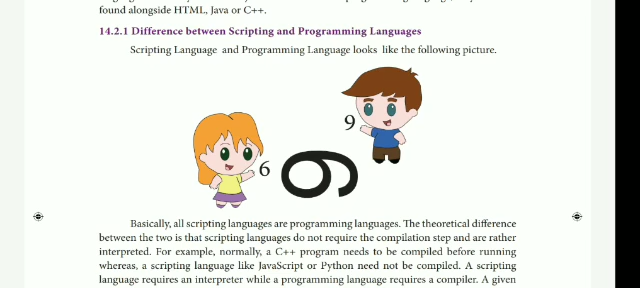 found alongside HTML, Java or C++.
14.2.1 Difference between Scripting and Programming Languages
Scripting Language and Programming Language looks like the following picture.
9
6
Basically, all scripting languages are programming languages. The theoretical difference
between the two is that scripting languages do not require the compilation step and are rather
interpreted. For example, normally, a C++ program needs to be compiled before running
whereas, a scripting language like JavaScript or Python need not be compiled. A scripting
language requires an interpreter while a programming language requires a compiler. A given